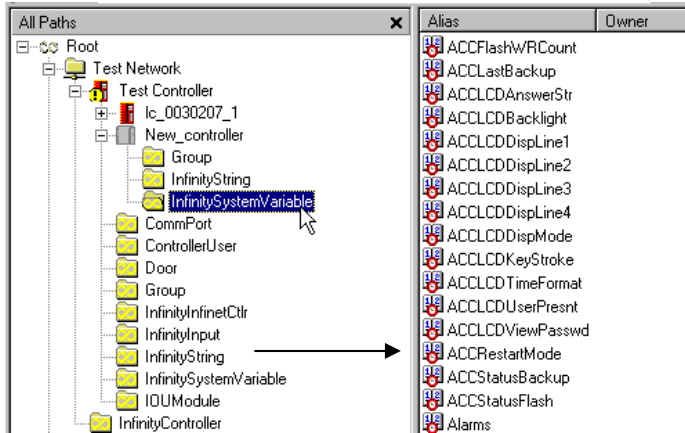 All Paths
Root
Test Network
Test Controller
lc_0030207_1
New_controller
Group
InfinityString
InfinitySystemVariable
CommPort
ControllerUser
Door
Group
InfinityInfinetCtlr
InfinityInput
InfinityString
InfinitySystemVariable
IOUModule
InfinityController
Alias Owner
ACCFlashWRCount
ACCLastBackup
ACCLCDAnswerStr
ACCLCDBacklight
ACCLCDDispLine1
ACCLCDDispLine2
ACCLCDDispLine3
ACCLCDDispLine4
ACCLCDDispMode
ACCLCDKeyStroke
ACCLCDTimeFormat
ACCLCDUserPresnt
ACCLCDViewPasswd
ACCRestartMode
ACCStatusBackup
ACCStatusFlash
Alarms